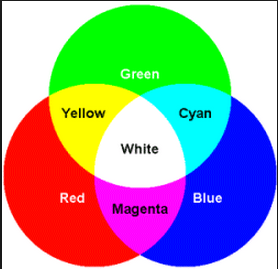 Green
Yellow
Cyan
White
Red
Blue
Magenta